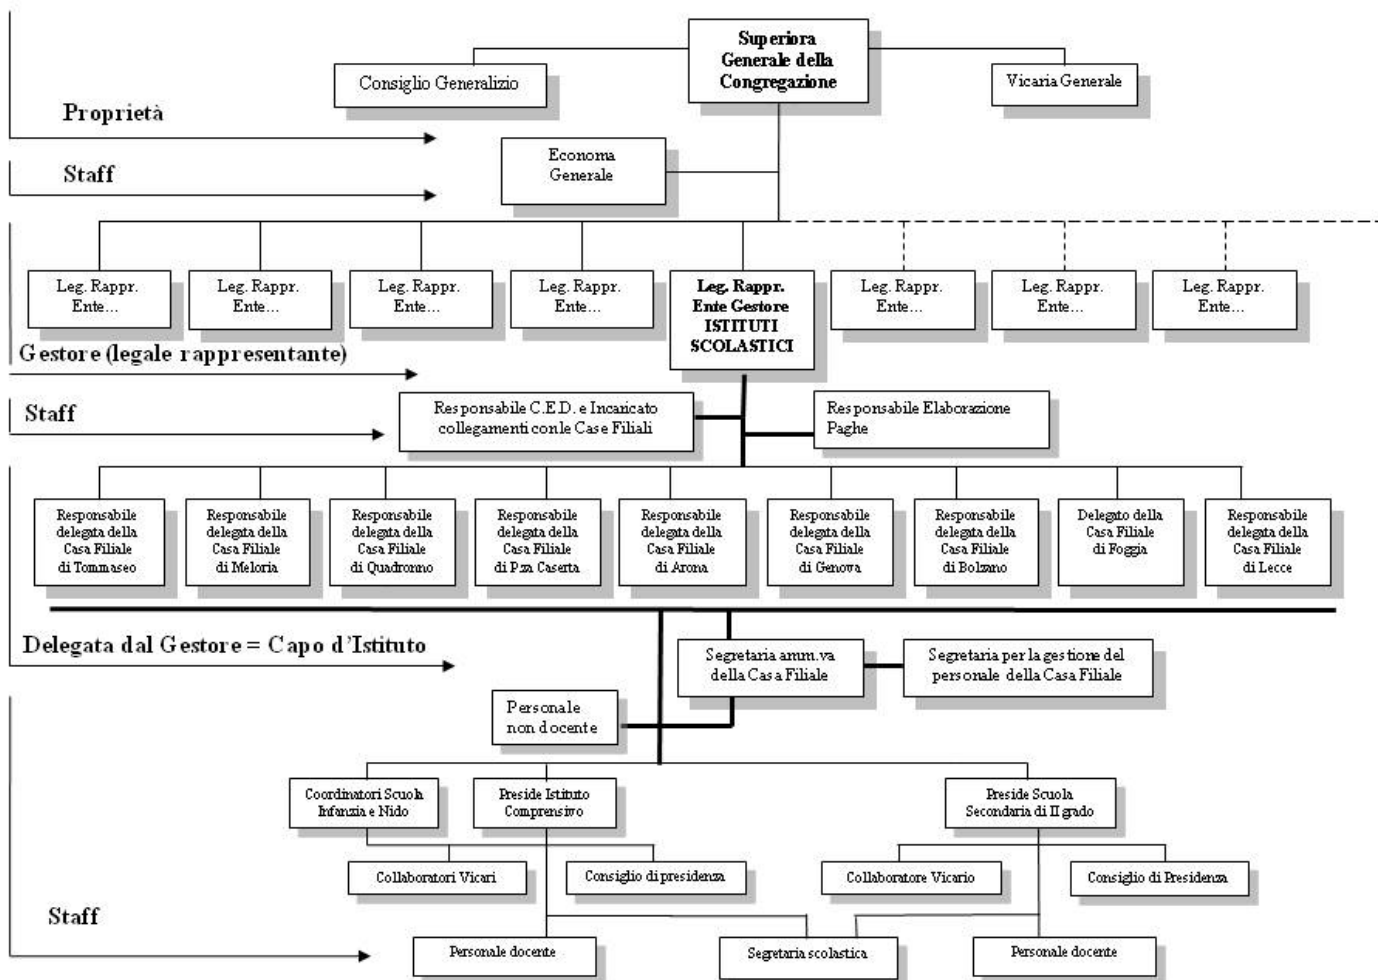 Superiora
Generale della
Congregazione
Consiglio Generalizio
Vicaria Generale
Proprietà
Economa
Generale
Staff
Leg. Rappr.
Ente...
Leg. Rappr.
Ente...
Leg. Rappr.
Ente...
Leg. Rappr.
Ente...
Leg. Rappr.
Ente Gestore
ISTITUTI
SCOLASTICI
Leg. Rappr.
Ente...
Leg. Rappr.
Ente...
Leg. Rappr.
Ente...
Gestore (legale rappresentante)
Staff
Responsabile C.E.D. e Incaricato
collegamenti con le Case Filiali
Responsabile Elaborazione
Paghe
Responsabile
delegata della
Casa Filiale
di Tommaseo
Responsabile
delegata della
Casa Filiale
di Meloria
Responsabile
delegata della
Casa Filiale
di Quadronno
Responsabile
delegata della
Casa Filiale
di P.za Caserta
Responsabile
delegata della
Casa Filiale
di Arona
Responsabile
delegata della
Casa Filiale
di Genova
Responsabile
delegata della
Casa Filiale
di Bolzano
Delegato della
Casa Filiale
di Foggia
Responsabile
delegata della
Casa Filiale
di Lecce
Delegata dal Gestore = Capo d'Istituto
Segretaria amm.va
della Casa Filiale
Segretaria per la gestione del
personale della Casa Filiale
Personale
non docente
Coordinatori Scuola
Infanzia e Nido
Preside Istituto
Comprensivo
Preside Scuola
Secondaria di II grado
Collaboratori Vicari
Consiglio di presidenza
Collaboratore Vicario
Consiglio di Presidenza
Staff
Personale docente
Segretaria scolastica
Personale docente